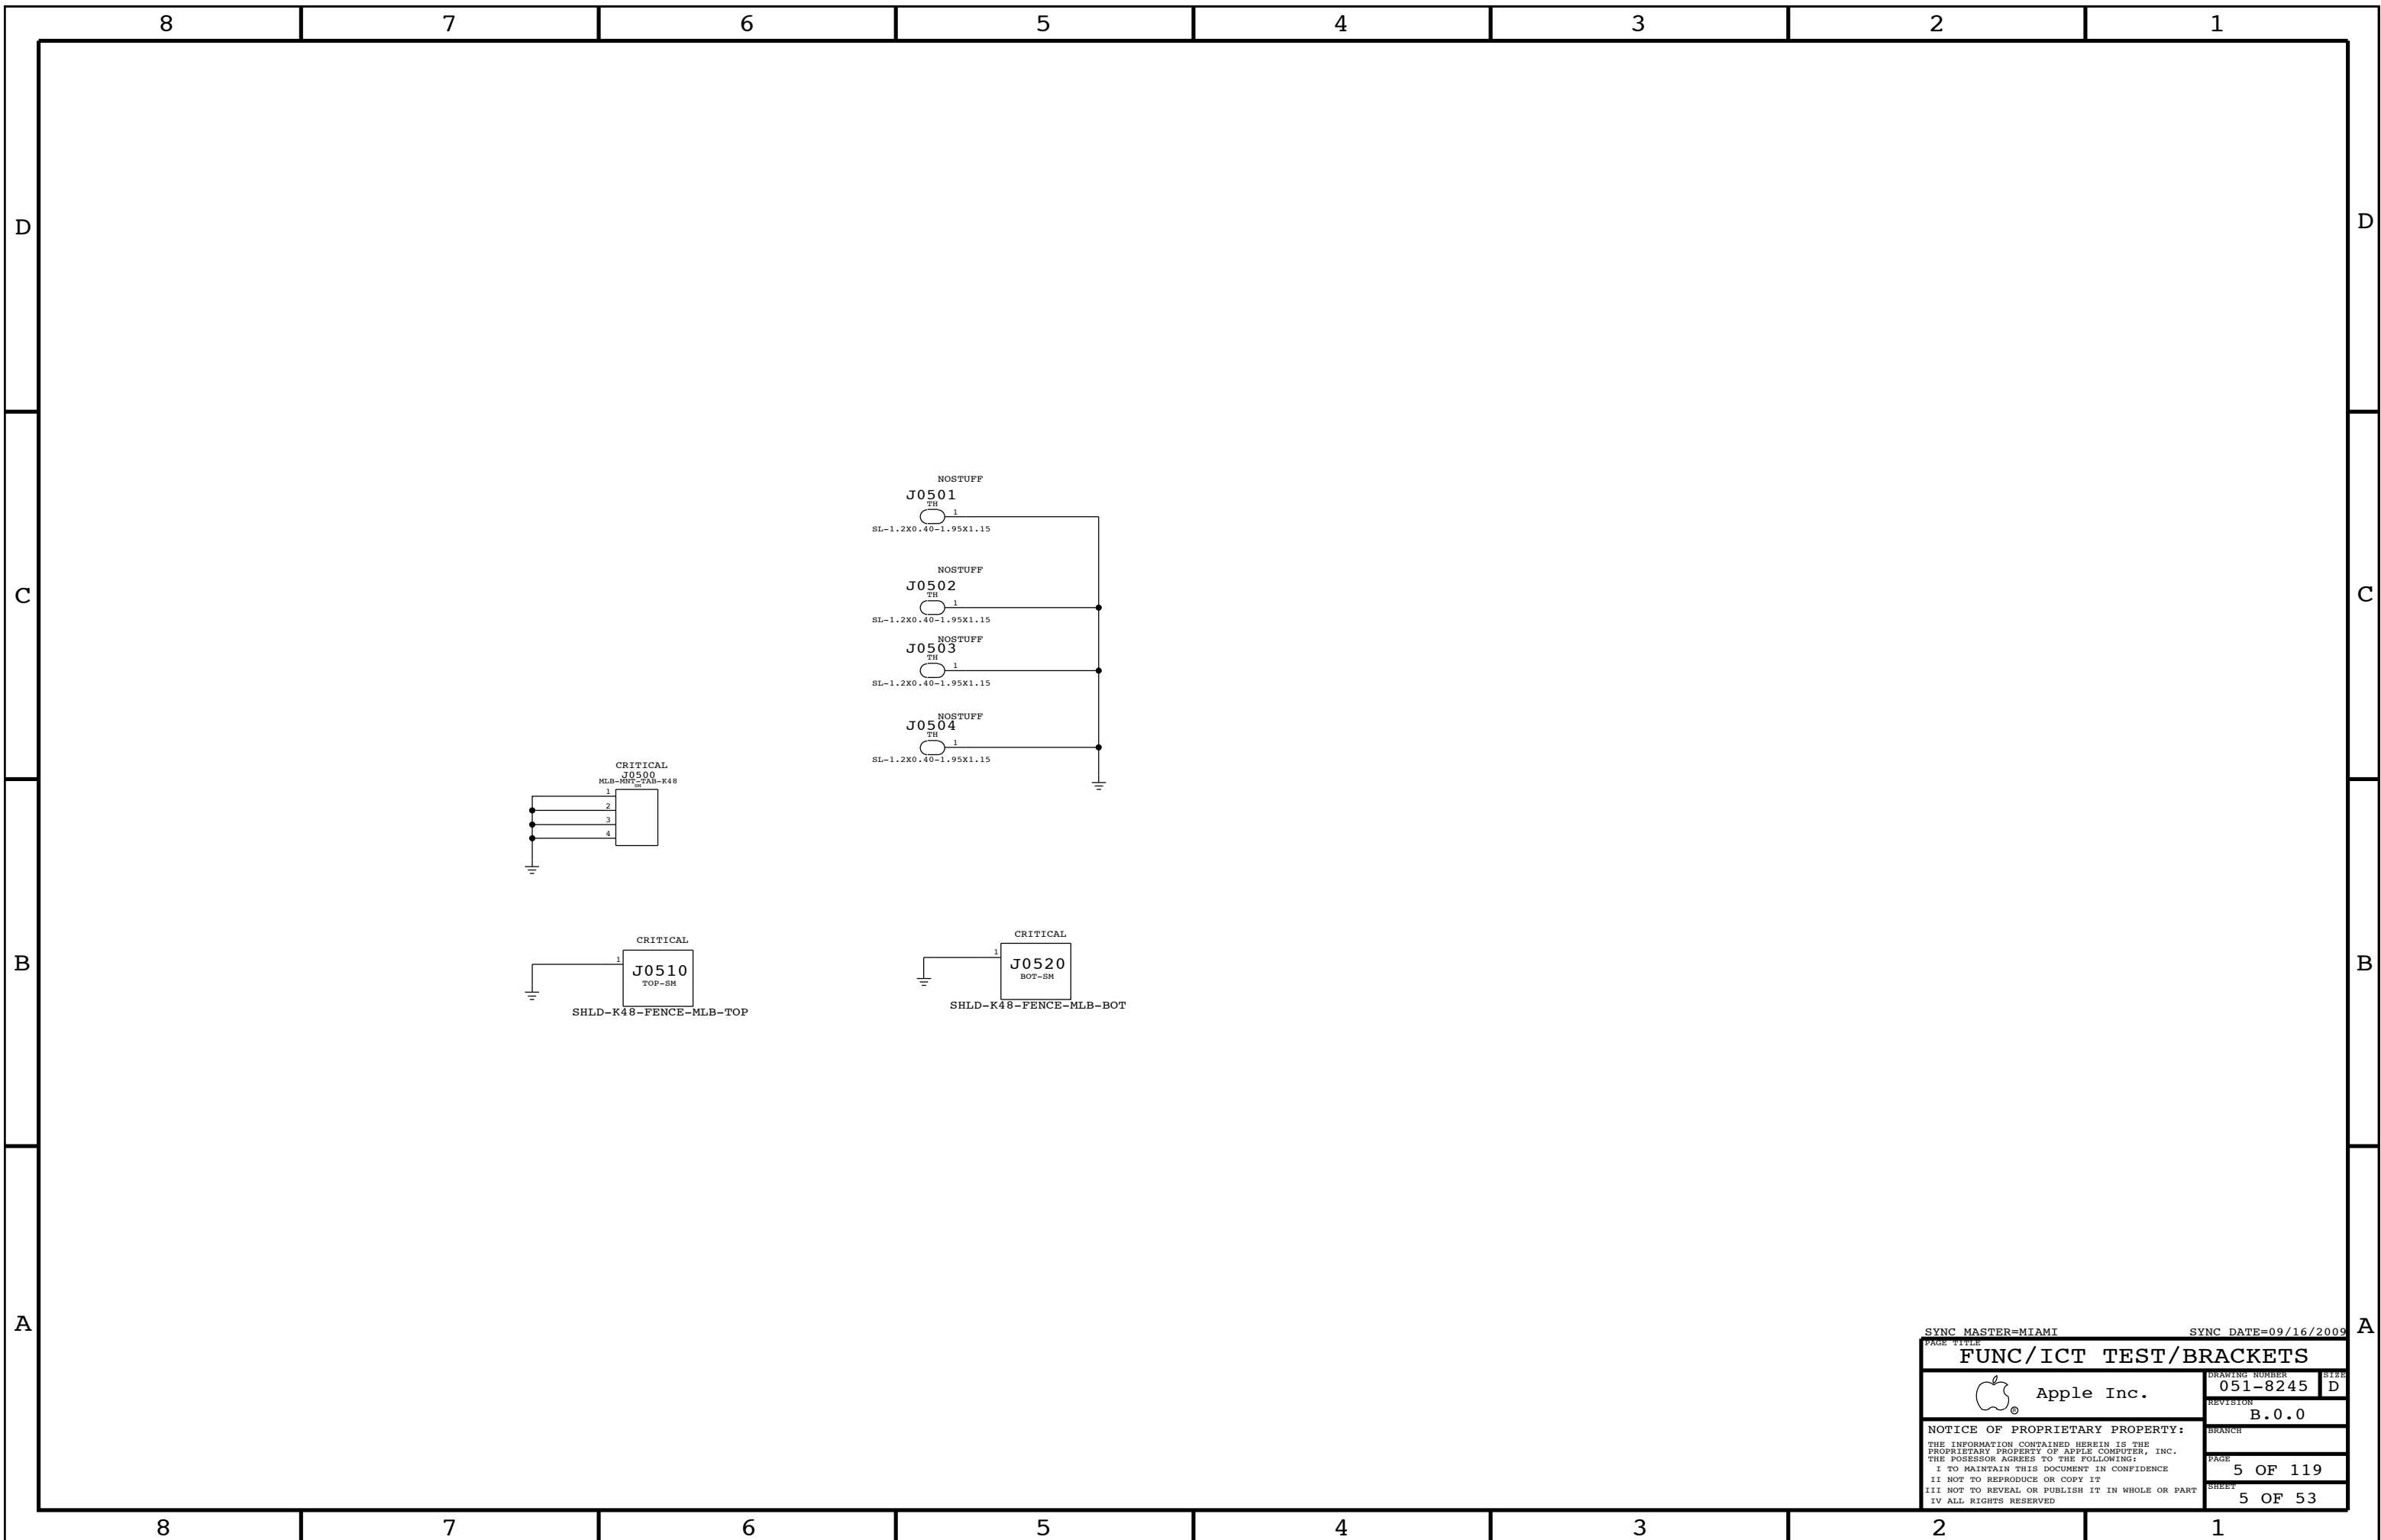 8 7 6 5 4 3 2 1
D D
NOSTUFF
J0501
TH
1
SL-1.2X0.40-1.95X1.15
NOSTUFF
J0502
TH
1
SL-1.2X0.40-1.95X1.15
C C
NOSTUFF
J0503
TH
1
SL-1.2X0.40-1.95X1.15
NOSTUFF
J0504
TH
1
SL-1.2X0.40-1.95X1.15
CRITICAL
J0500
MLB-MNT-TAB-K48
SM
1
2
3
4
CRITICAL
1
J0510
TOP-SM
SHLD-K48-FENCE-MLB-TOP
CRITICAL
1
J0520
BOT-SM
SHLD-K48-FENCE-MLB-BOT
B B
A A
SYNC MASTER=MIAMI SYNC DATE=09/16/2009
PAGE TITLE
FUNC/ICT TEST/BRACKETS
Apple Inc.
®
DRAWING NUMBER
051-8245
SIZE
D
REVISION
B.0.0
BRANCH
NOTICE OF PROPRIETARY PROPERTY:
THE INFORMATION CONTAINED HEREIN IS THE
PROPRIETARY PROPERTY OF APPLE COMPUTER, INC.
THE POSESSOR AGREES TO THE FOLLOWING:
I TO MAINTAIN THIS DOCUMENT IN CONFIDENCE
II NOT TO REPRODUCE OR COPY IT
III NOT TO REVEAL OR PUBLISH IT IN WHOLE OR PART
IV ALL RIGHTS RESERVED
PAGE
5 OF 119
SHEET
5 OF 53
8 7 6 5 4 3 2 1